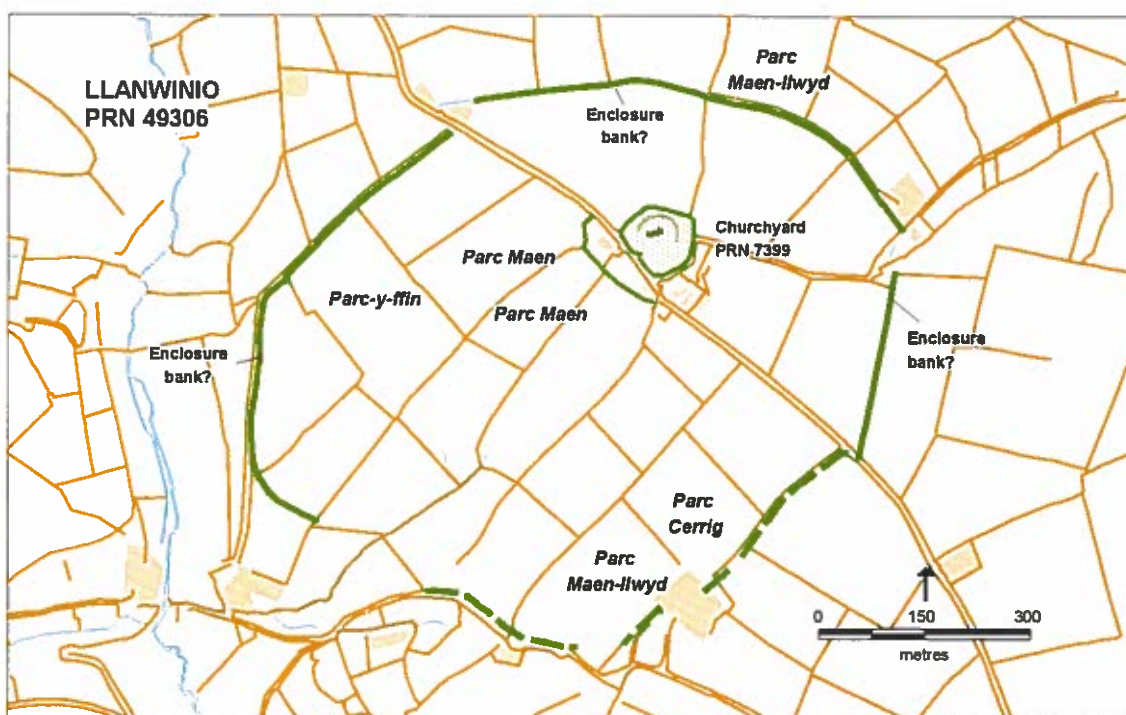 LLANWINIO
PRN 49306
Parc
Maen-llwyd
Enclosure
bank?
Churchyard
PRN 7399
Parc Maen
Parc-y-ffin
Parc Maen
Enclosure
bank?
Enclosure
bank?
Parc
Cerrig
Parc
Maen-llwyd
0 150 300
metres